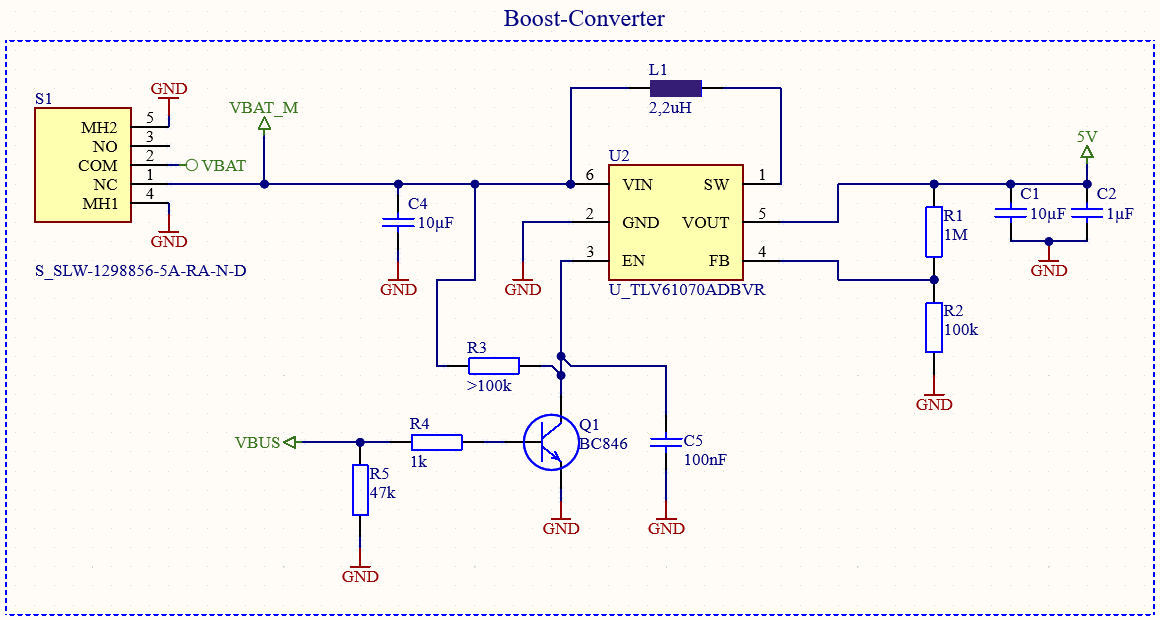 Boost-Converter
S1
GND
MH2 5
NO 3
COM 2
NC 1
MH1 4
GND
S_SLW-1298856-5A-RA-N-D
VBAT_M
VBAT
C4
10µF
GND
L1
2,2uH
U2
6 VIN SW 1
2 GND VOUT 5
3 EN FB 4
U_TLV61070ADBVR
GND
5V
R1
1M
C1
10µF
C2
1µF
GND
R2
100k
GND
R3
>100k
VBUS
R4
1k
R5
47k
GND
Q1
BC846
GND
C5
100nF
GND